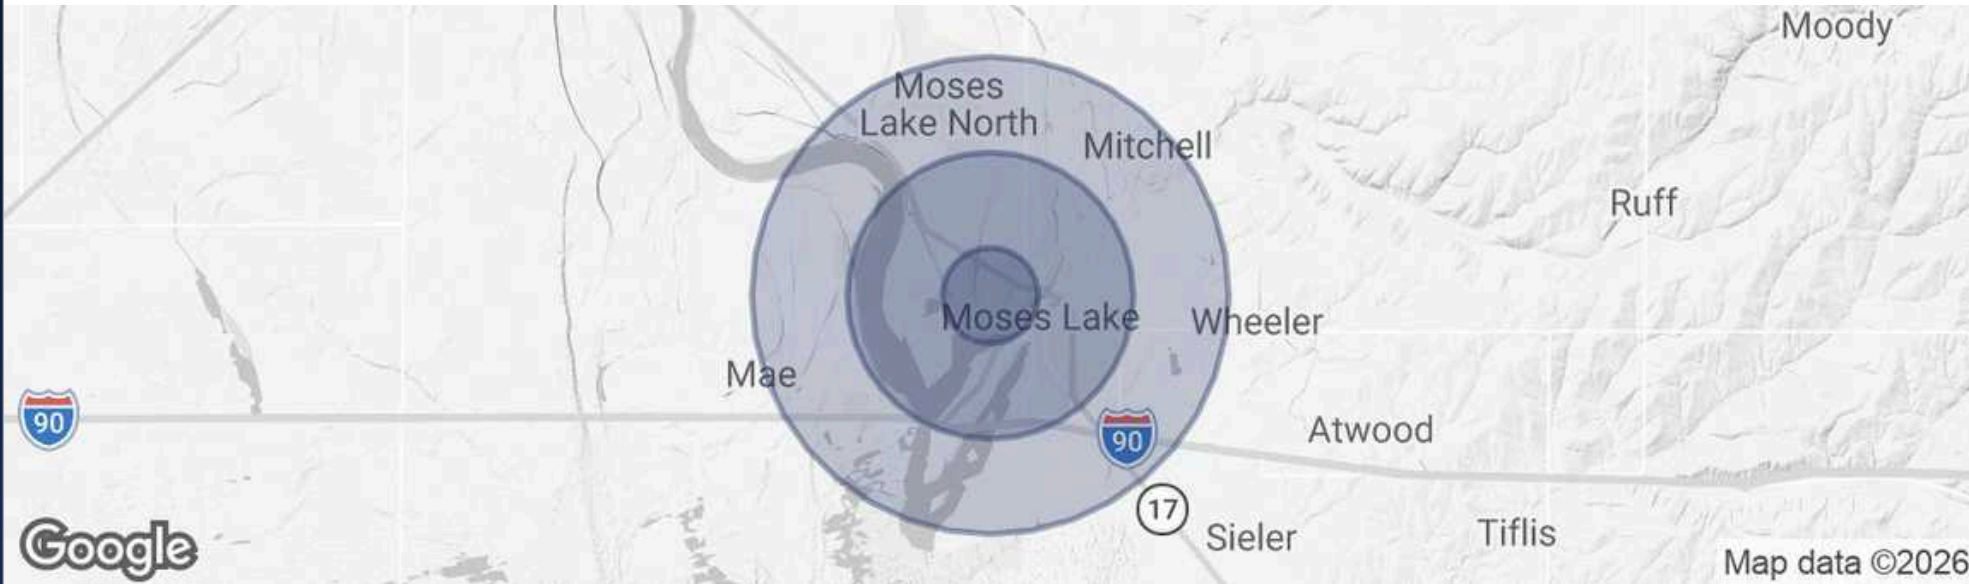 Moody
Moses
Lake North
Mitchell
Ruff
Moses Lake
Wheeler
Mae
90
90
Atwood
17
Sieler
Tiflis
Google
Map data ©2026